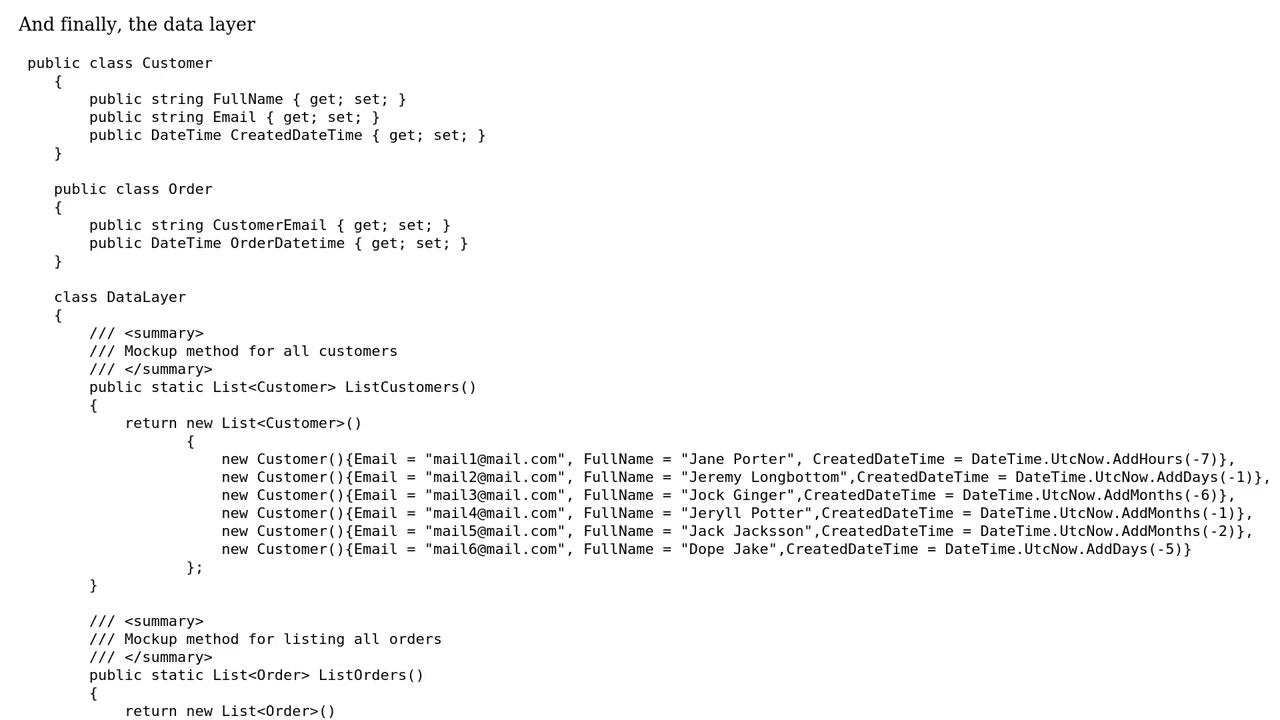 And finally, the data layer
public class Customer
{
public string FullName { get; set; }
public string Email { get; set; }
public DateTime CreatedDateTime { get; set; }
}
public class Order
{
public string CustomerEmail { get; set; }
public DateTime OrderDatetime { get; set; }
}
class DataLayer
{
/// <summary>
/// Mockup method for all customers
/// </summary>
public static List<Customer> ListCustomers()
{
return new List<Customer>()
{
new Customer(){Email = "mail1@mail.com", FullName = "Jane Porter", CreatedDateTime = DateTime.UtcNow.AddHours(-7)},
new Customer(){Email = "mail2@mail.com", FullName = "Jeremy Longbottom",CreatedDateTime = DateTime.UtcNow.AddDays(-1)},
new Customer(){Email = "mail3@mail.com", FullName = "Jock Ginger",CreatedDateTime = DateTime.UtcNow.AddMonths(-6)},
new Customer(){Email = "mail4@mail.com", FullName = "Jeryll Potter",CreatedDateTime = DateTime.UtcNow.AddMonths(-1)},
new Customer(){Email = "mail5@mail.com", FullName = "Jack Jacksson",CreatedDateTime = DateTime.UtcNow.AddMonths(-2)},
new Customer(){Email = "mail6@mail.com", FullName = "Dope Jake",CreatedDateTime = DateTime.UtcNow.AddDays(-5)}
};
}
/// <summary>
/// Mockup method for listing all orders
/// </summary>
public static List<Order> ListOrders()
{
return new List<Order>()